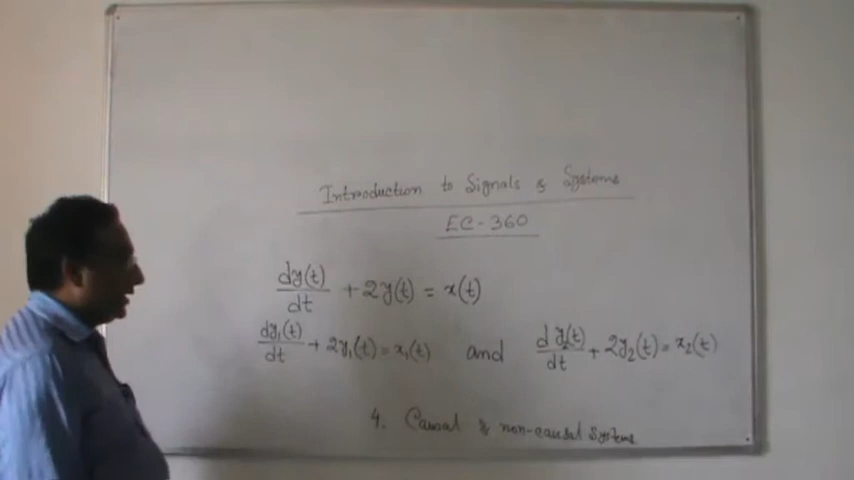 Introduction to Signals & Systems
EC-360
dy(t)/dt + 2y(t) = x(t)
dy₁(t)/dt + 2y₁(t) = x₁(t) and dy₂(t)/dt + 2y₂(t) = x₂(t)
4. Causal & non-causal Systems